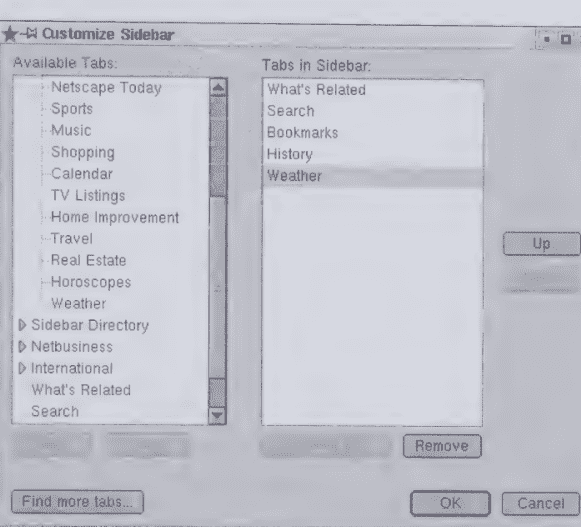 Customize Sidebar
Available Tabs:
Netscape Today
Sports
Music
Shopping
Calendar
TV Listings
Home Improvement
Travel
Real Estate
Horoscopes
Weather
Sidebar Directory
Netbusiness
International
What's Related
Search
Tabs in Sidebar:
What's Related
Search
Bookmarks
History
Weather
Up
Remove
Find more tabs...
OK
Cancel